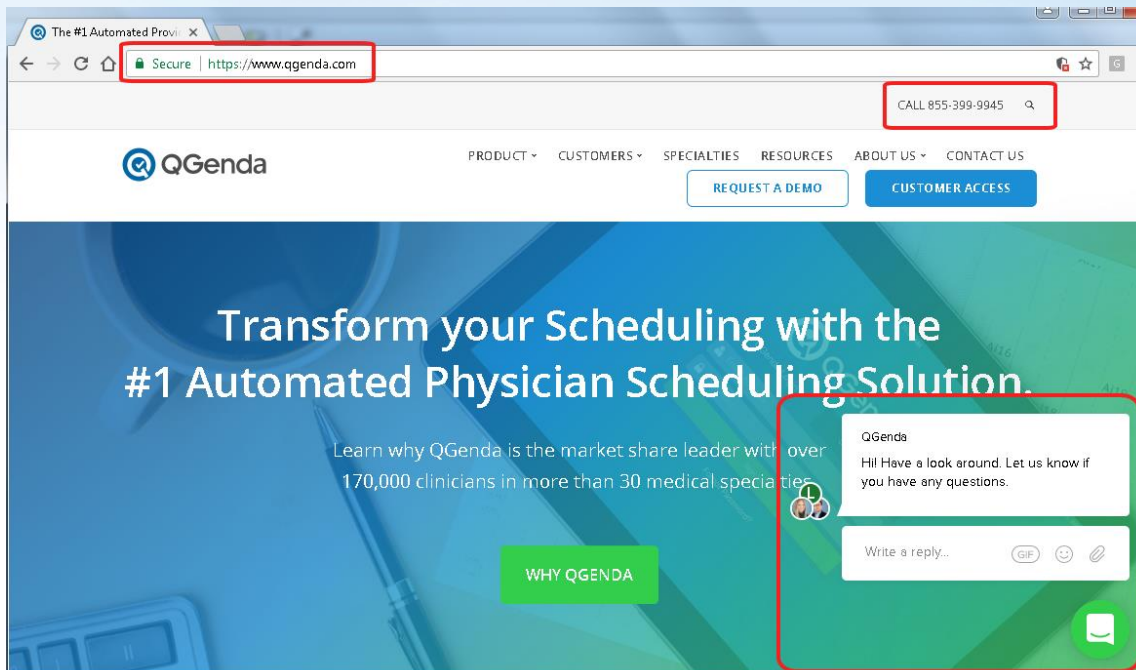 The #1 Automated Provi
Secure | https://www.qgenda.com
G
CALL 855-399-9945
QGenda
PRODUCT CUSTOMERS SPECIALTIES RESOURCES ABOUT US CONTACT US
REQUEST A DEMO CUSTOMER ACCESS
Transform your Scheduling with the
#1 Automated Physician Scheduling Solution.
Learn why QGenda is the market share leader with over
170,000 clinicians in more than 30 medical specialties
WHY QGENDA
QGenda
Hi! Have a look around. Let us know if
you have any questions.
L
Write a reply...
GIF